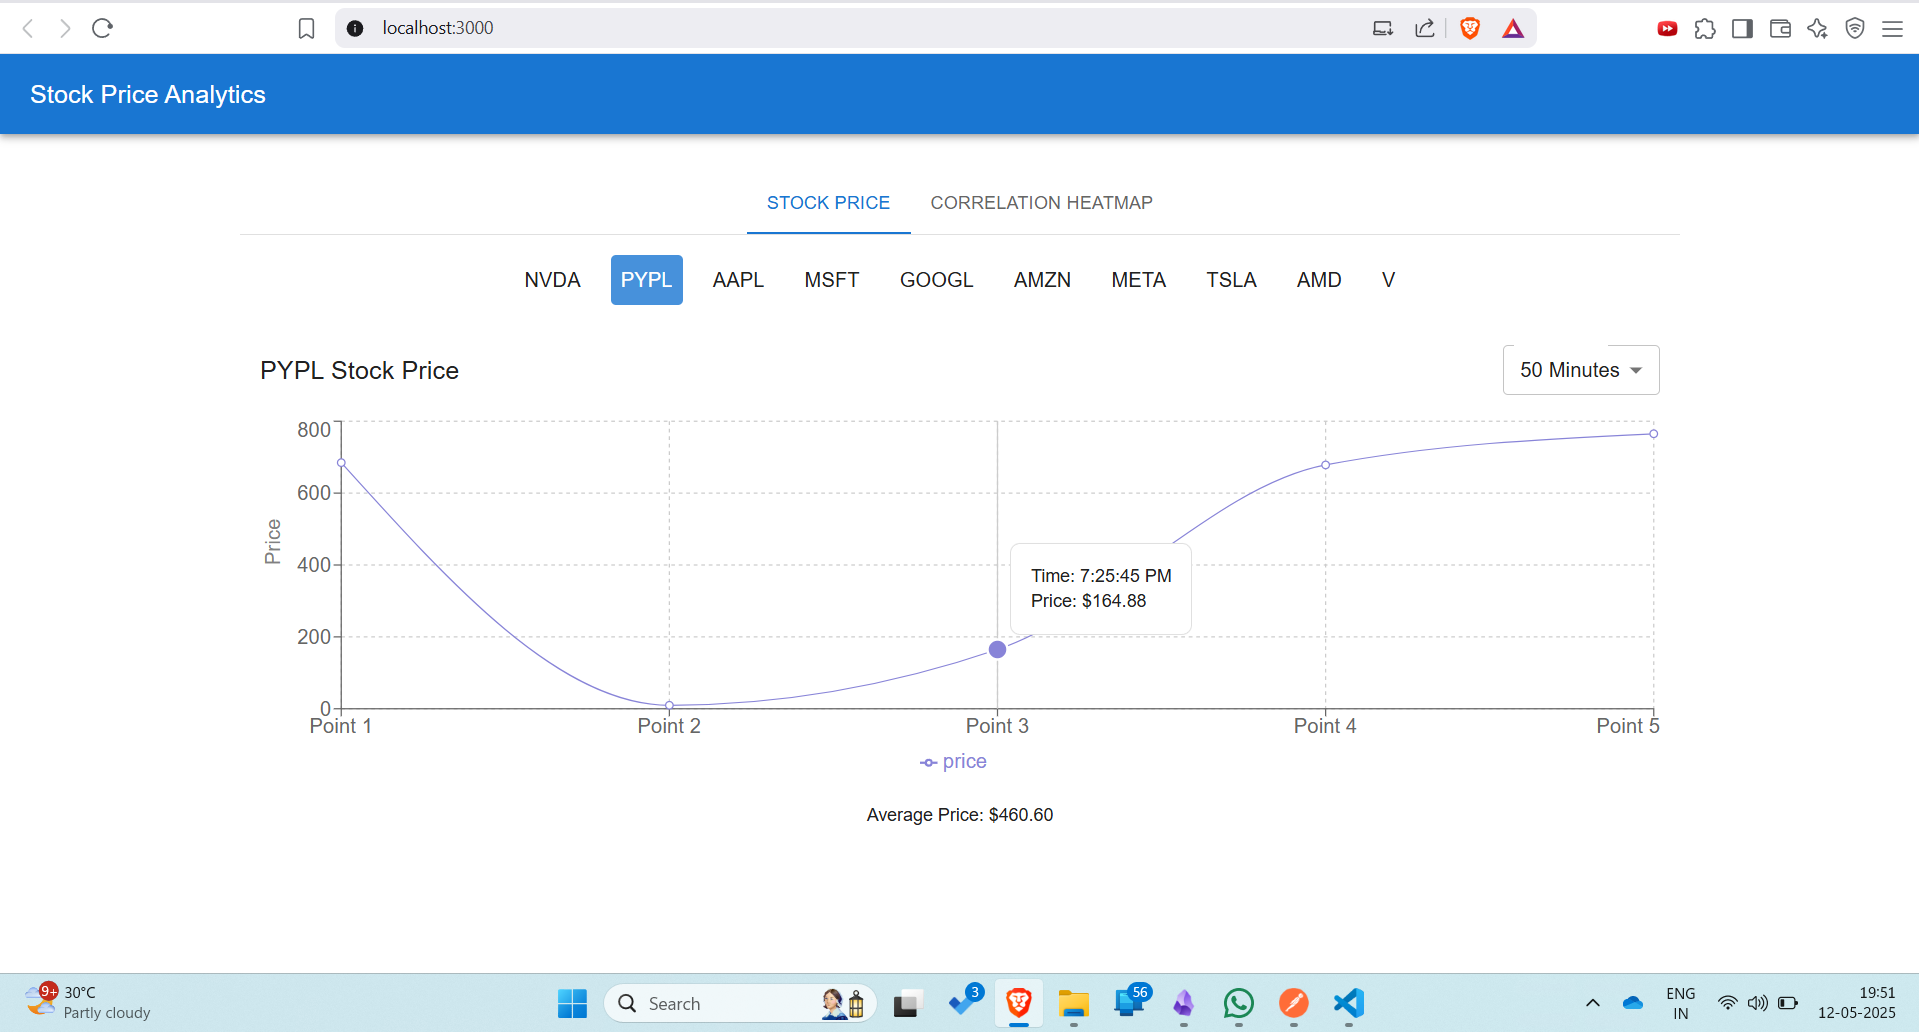 localhost:3000
Stock Price Analytics
STOCK PRICE
CORRELATION HEATMAP
NVDA
PYPL
AAPL
MSFT
GOOGL
AMZN
META
TSLA
AMD
V
PYPL Stock Price
50 Minutes
800
600
400
200
0
Price
Time: 7:25:45 PM
Price: $164.88
Point 1
Point 2
Point 3
Point 4
Point 5
price
Average Price: $460.60
9+
30°C
Partly cloudy
Search
3
56
ENG
IN
19:51
12-05-2025